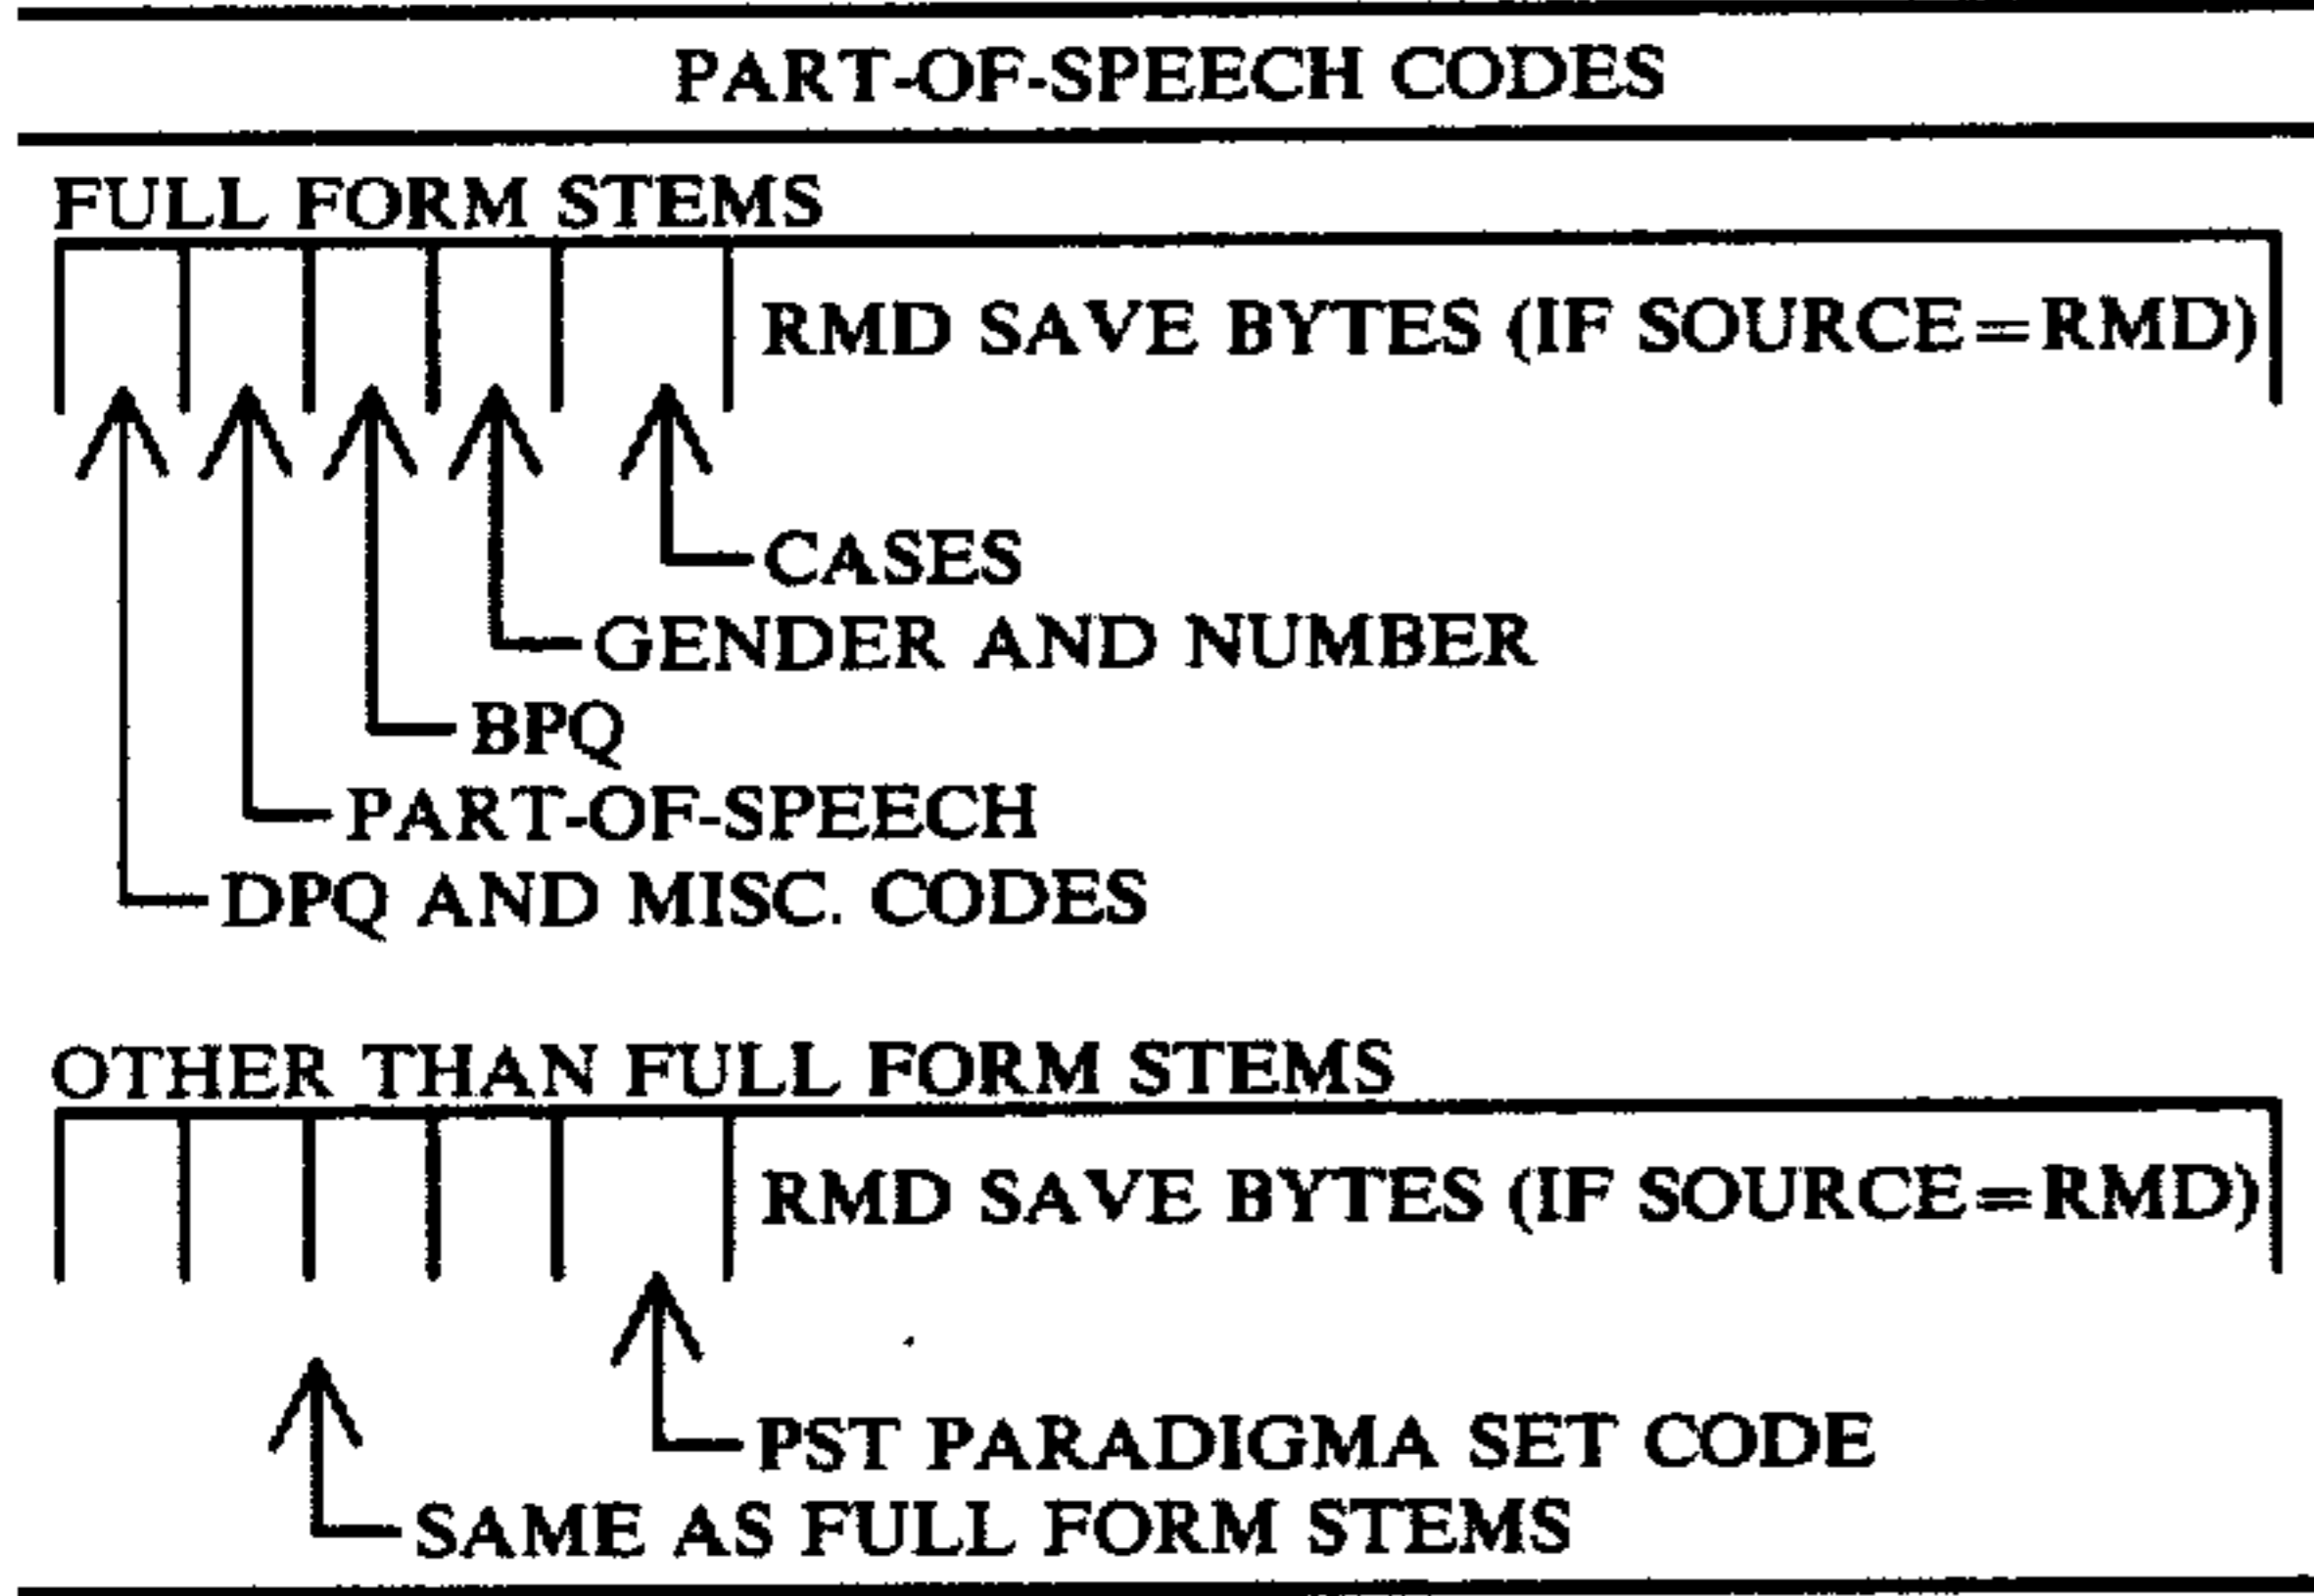 PART-OF-SPEECH CODES
FULL FORM STEMS
RMD SAVE BYTES (IF SOURCE=RMD)
CASES
GENDER AND NUMBER
BPQ
PART-OF-SPEECH
DPQ AND MISC. CODES
OTHER THAN FULL FORM STEMS
RMD SAVE BYTES (IF SOURCE=RMD)
PST PARADIGMA SET CODE
SAME AS FULL FORM STEMS